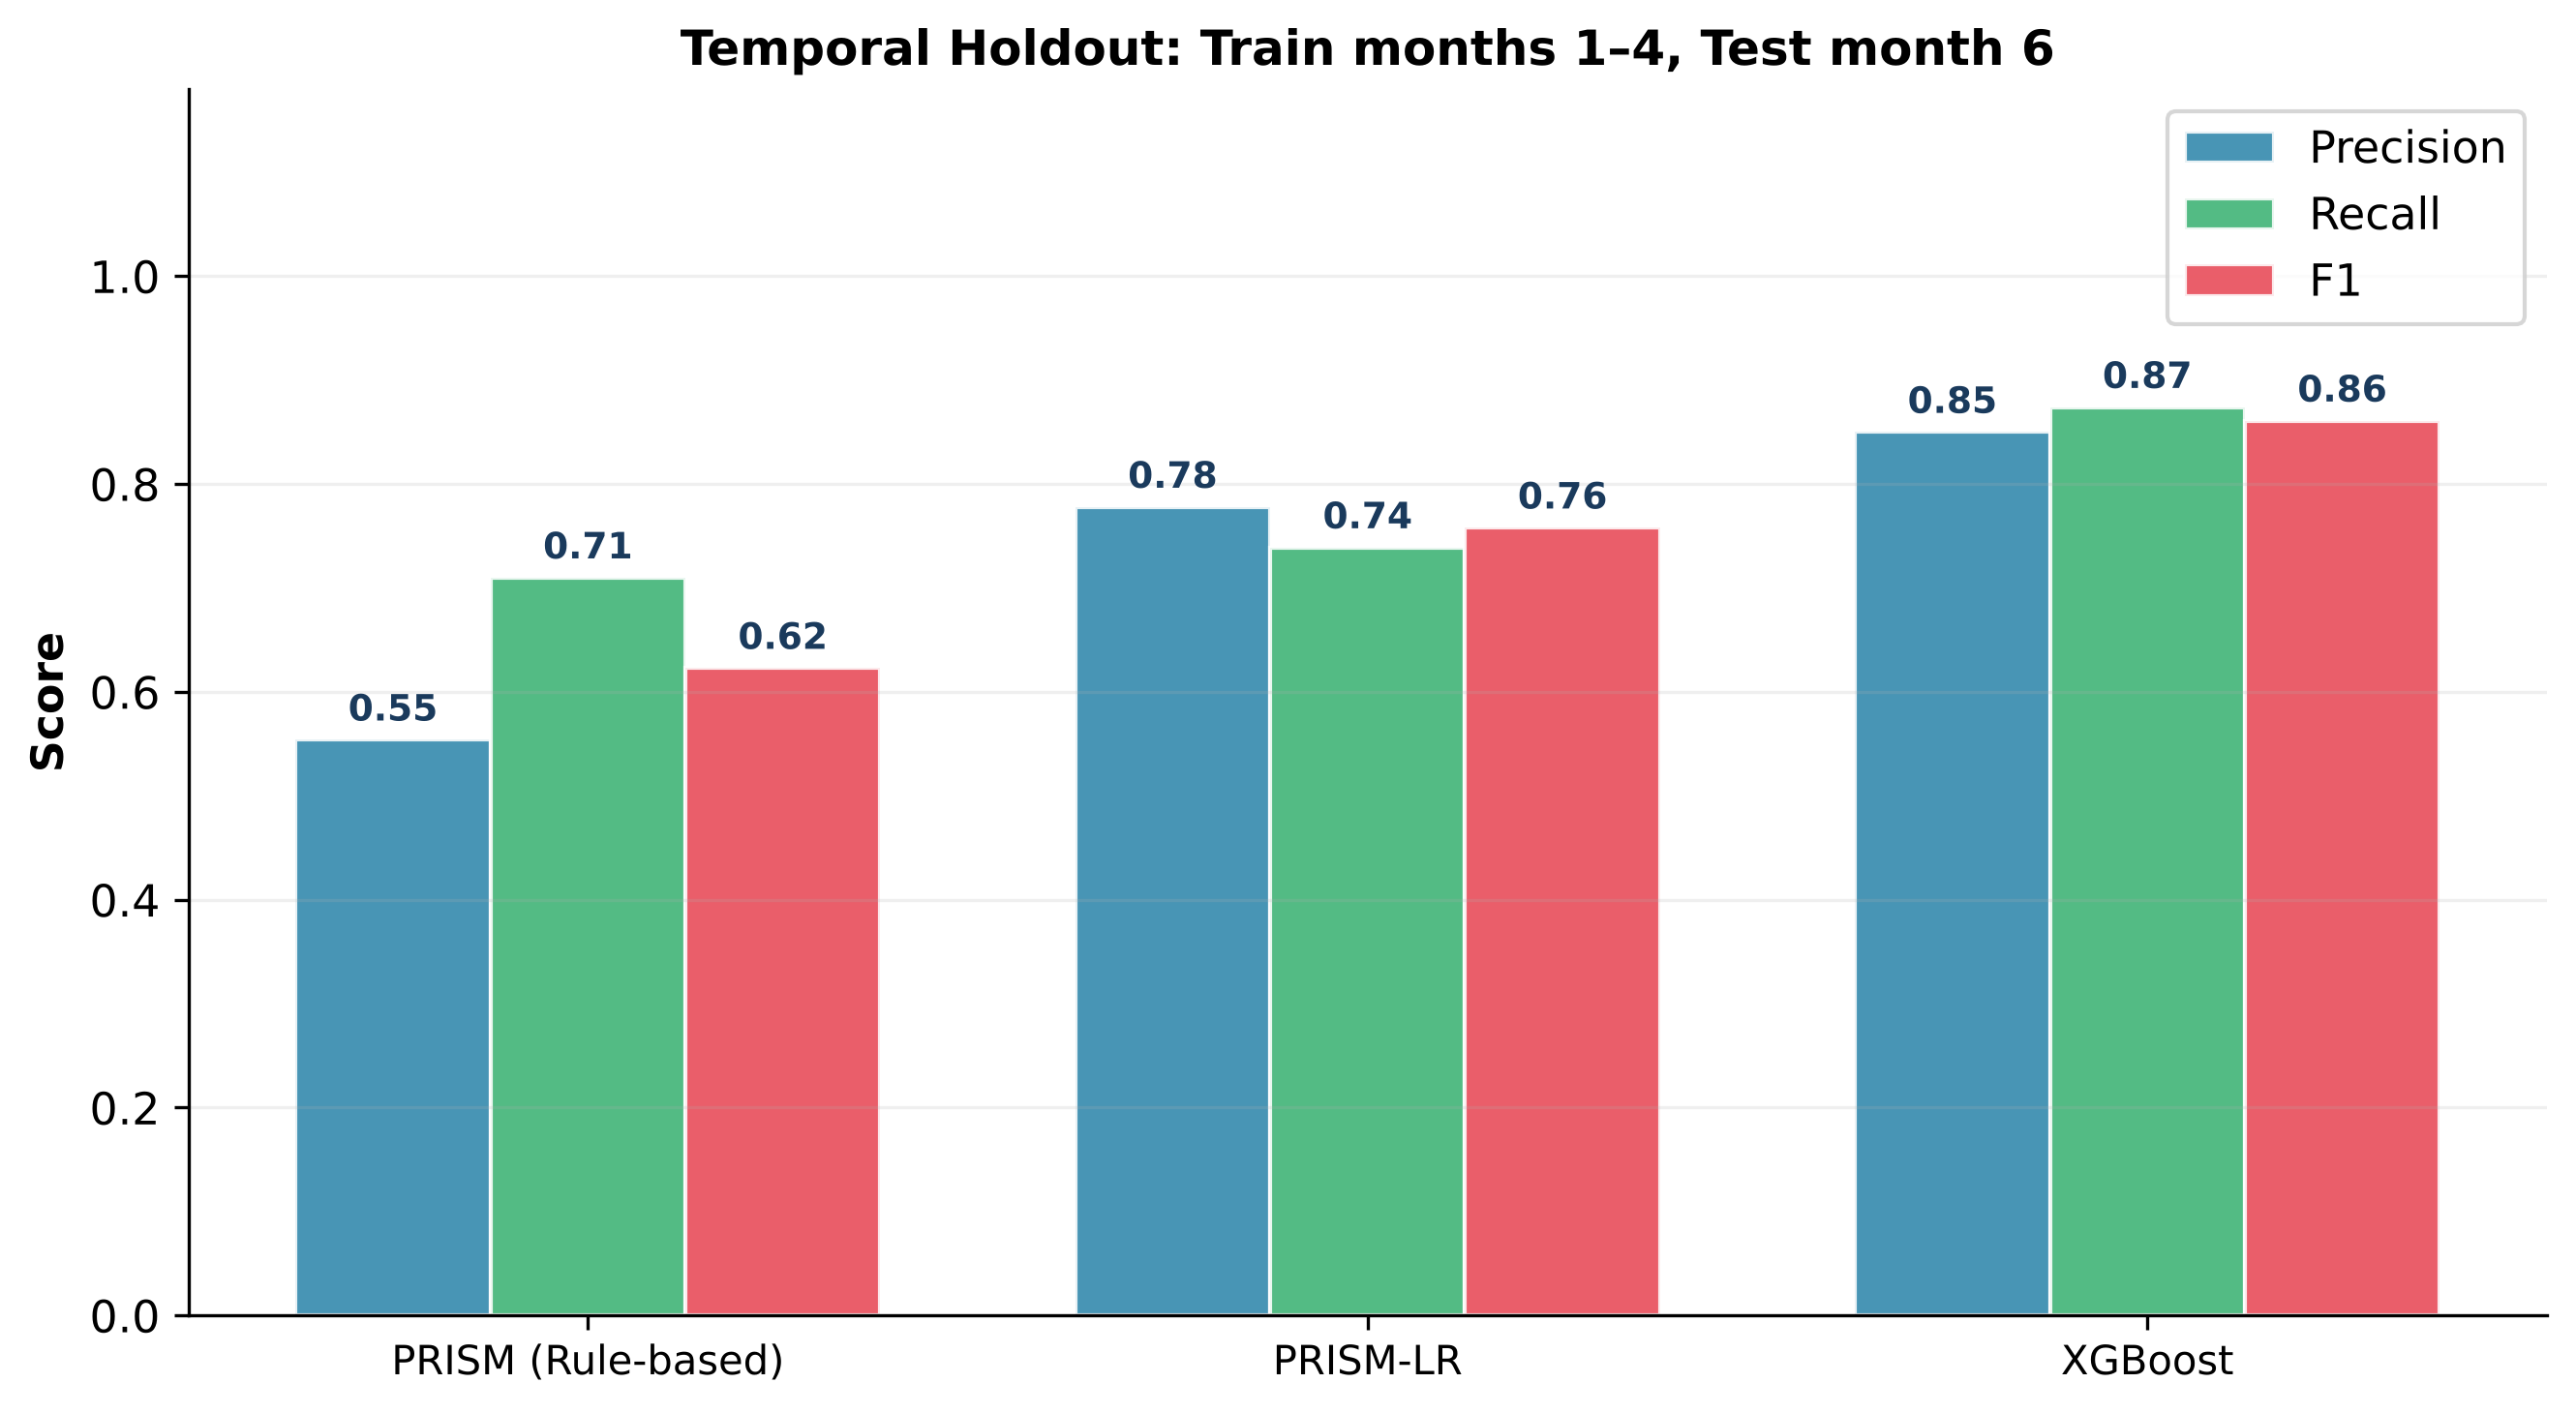 Temporal Holdout: Train months 1–4, Test month 6
Precision
Recall
F1
Score
1.0
0.8
0.6
0.4
0.2
0.0
0.55
0.71
0.62
0.78
0.74
0.76
0.85
0.87
0.86
PRISM (Rule-based)
PRISM-LR
XGBoost